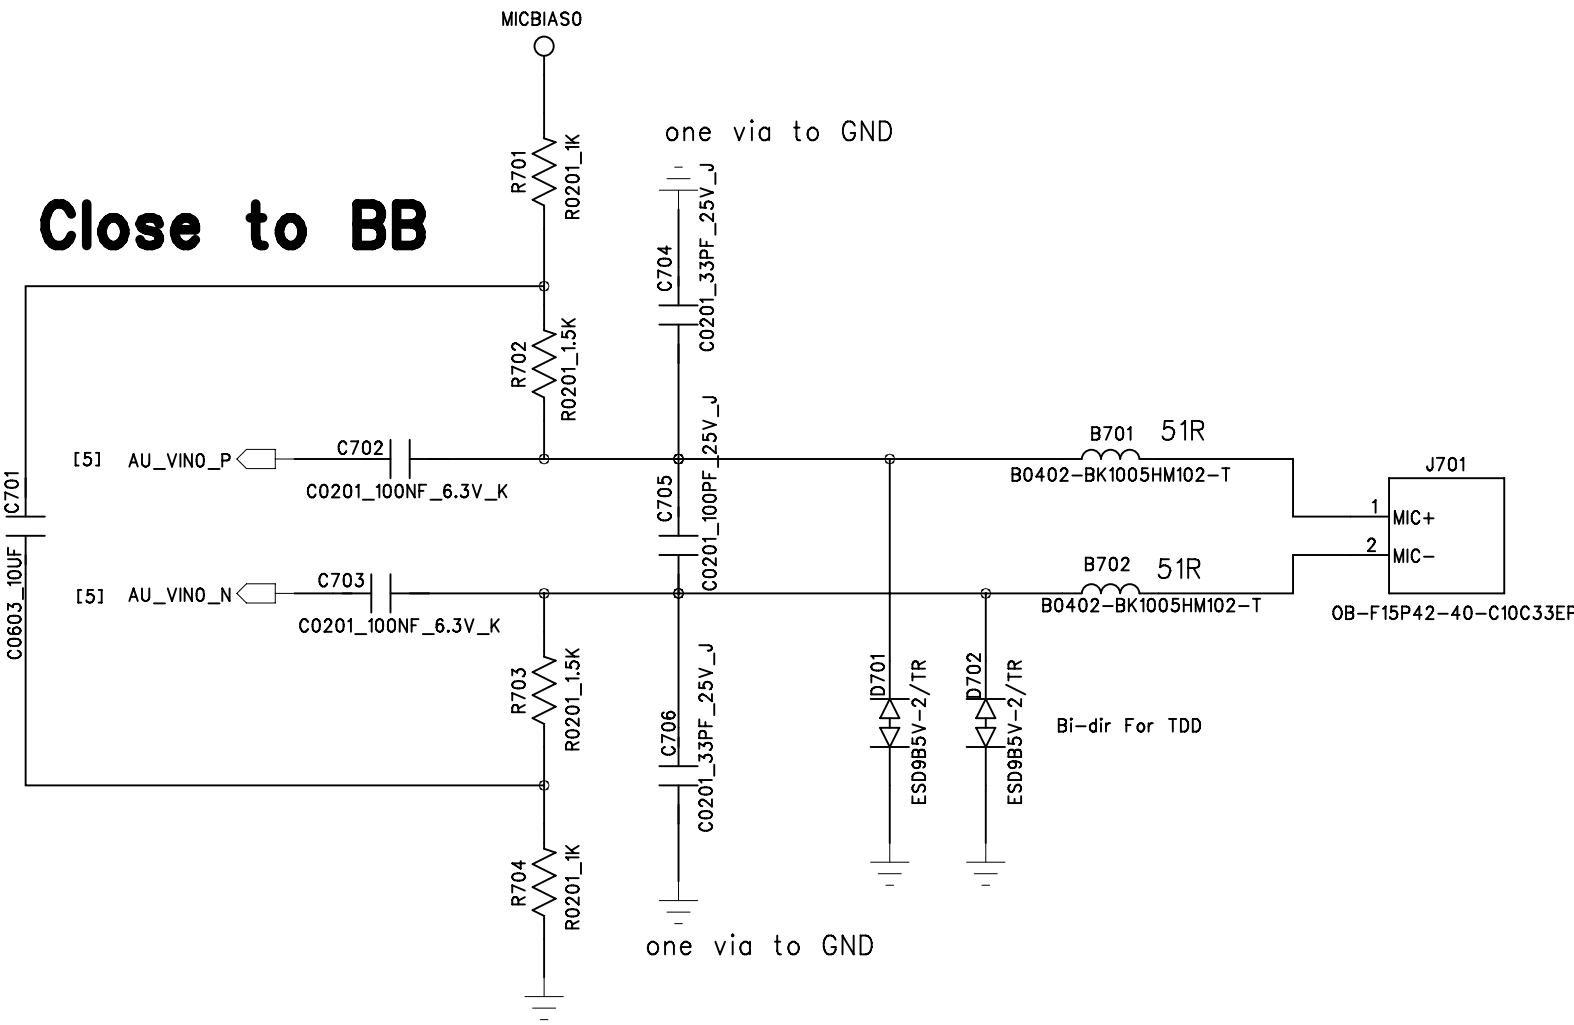 MICBIAS0
one via to GND
R701
R0201_1K
Close to BB
C704
C0201_33PF_25V_J
R702
R0201_1.5K
[5] AU_VIN0_P
C702
C0201_100NF_6.3V_K
C705
C0201_100PF_25V_J
B701 51R
B0402-BK1005HM102-T
J701
1 MIC+
2 MIC-
OB-F15P42-40-C10C33EF
C701
C0603_10UF
[5] AU_VIN0_N
C703
C0201_100NF_6.3V_K
B702 51R
B0402-BK1005HM102-T
R703
R0201_1.5K
C706
C0201_33PF_25V_J
D701
ESD9B5V-2/TR
D702
ESD9B5V-2/TR
Bi-dir For TDD
R704
R0201_1K
one via to GND